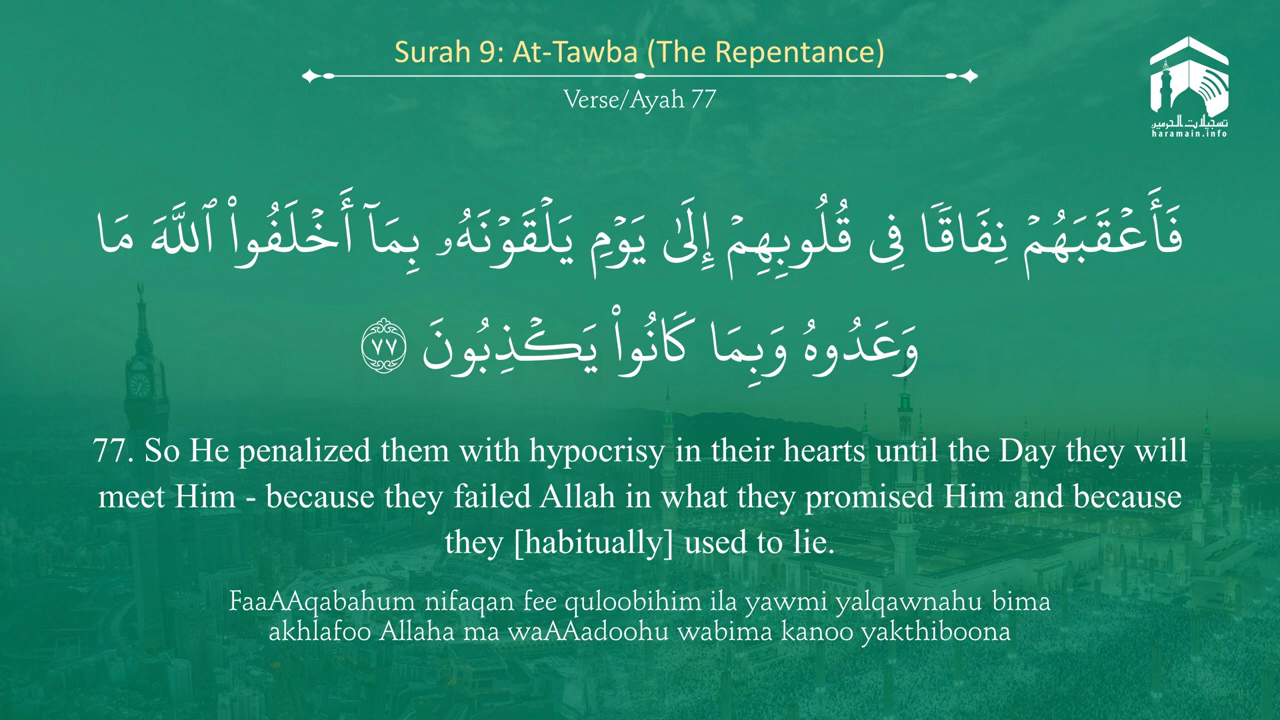 Surah 9: At-Tawba (The Repentance)
Verse/Ayah 77
تسجيلات الحرمين
haramain.info
فَأَعْقَبَهُمْ نِفَاقًا فِى قُلُوبِهِمْ إِلَىٰ يَوْمِ يَلْقَوْنَهُۥ بِمَآ أَخْلَفُوا۟ ٱللَّهَ مَا
وَعَدُوهُ وَبِمَا كَانُوا۟ يَكْذِبُونَ ٧٧
77. So He penalized them with hypocrisy in their hearts until the Day they will
meet Him - because they failed Allah in what they promised Him and because
they [habitually] used to lie.
FaaAAqabahum nifaqan fee quloobihim ila yawmi yalqawnahu bima
akhlafoo Allaha ma waAAadoohu wabima kanoo yakthiboona